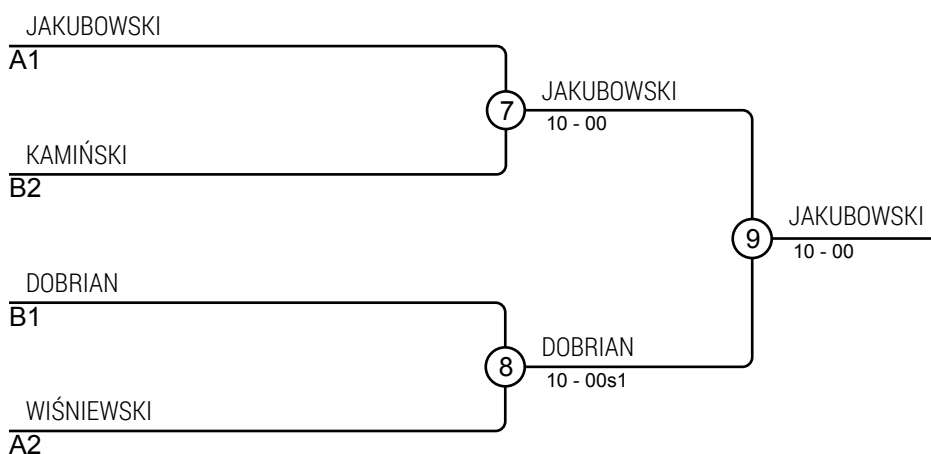 JAKUBOWSKI
A1
7
JAKUBOWSKI
10 - 00
KAMIŃSKI
B2
9
JAKUBOWSKI
10 - 00
DOBRIAN
B1
8
DOBRIAN
10 - 00s1
WIŚNIEWSKI
A2